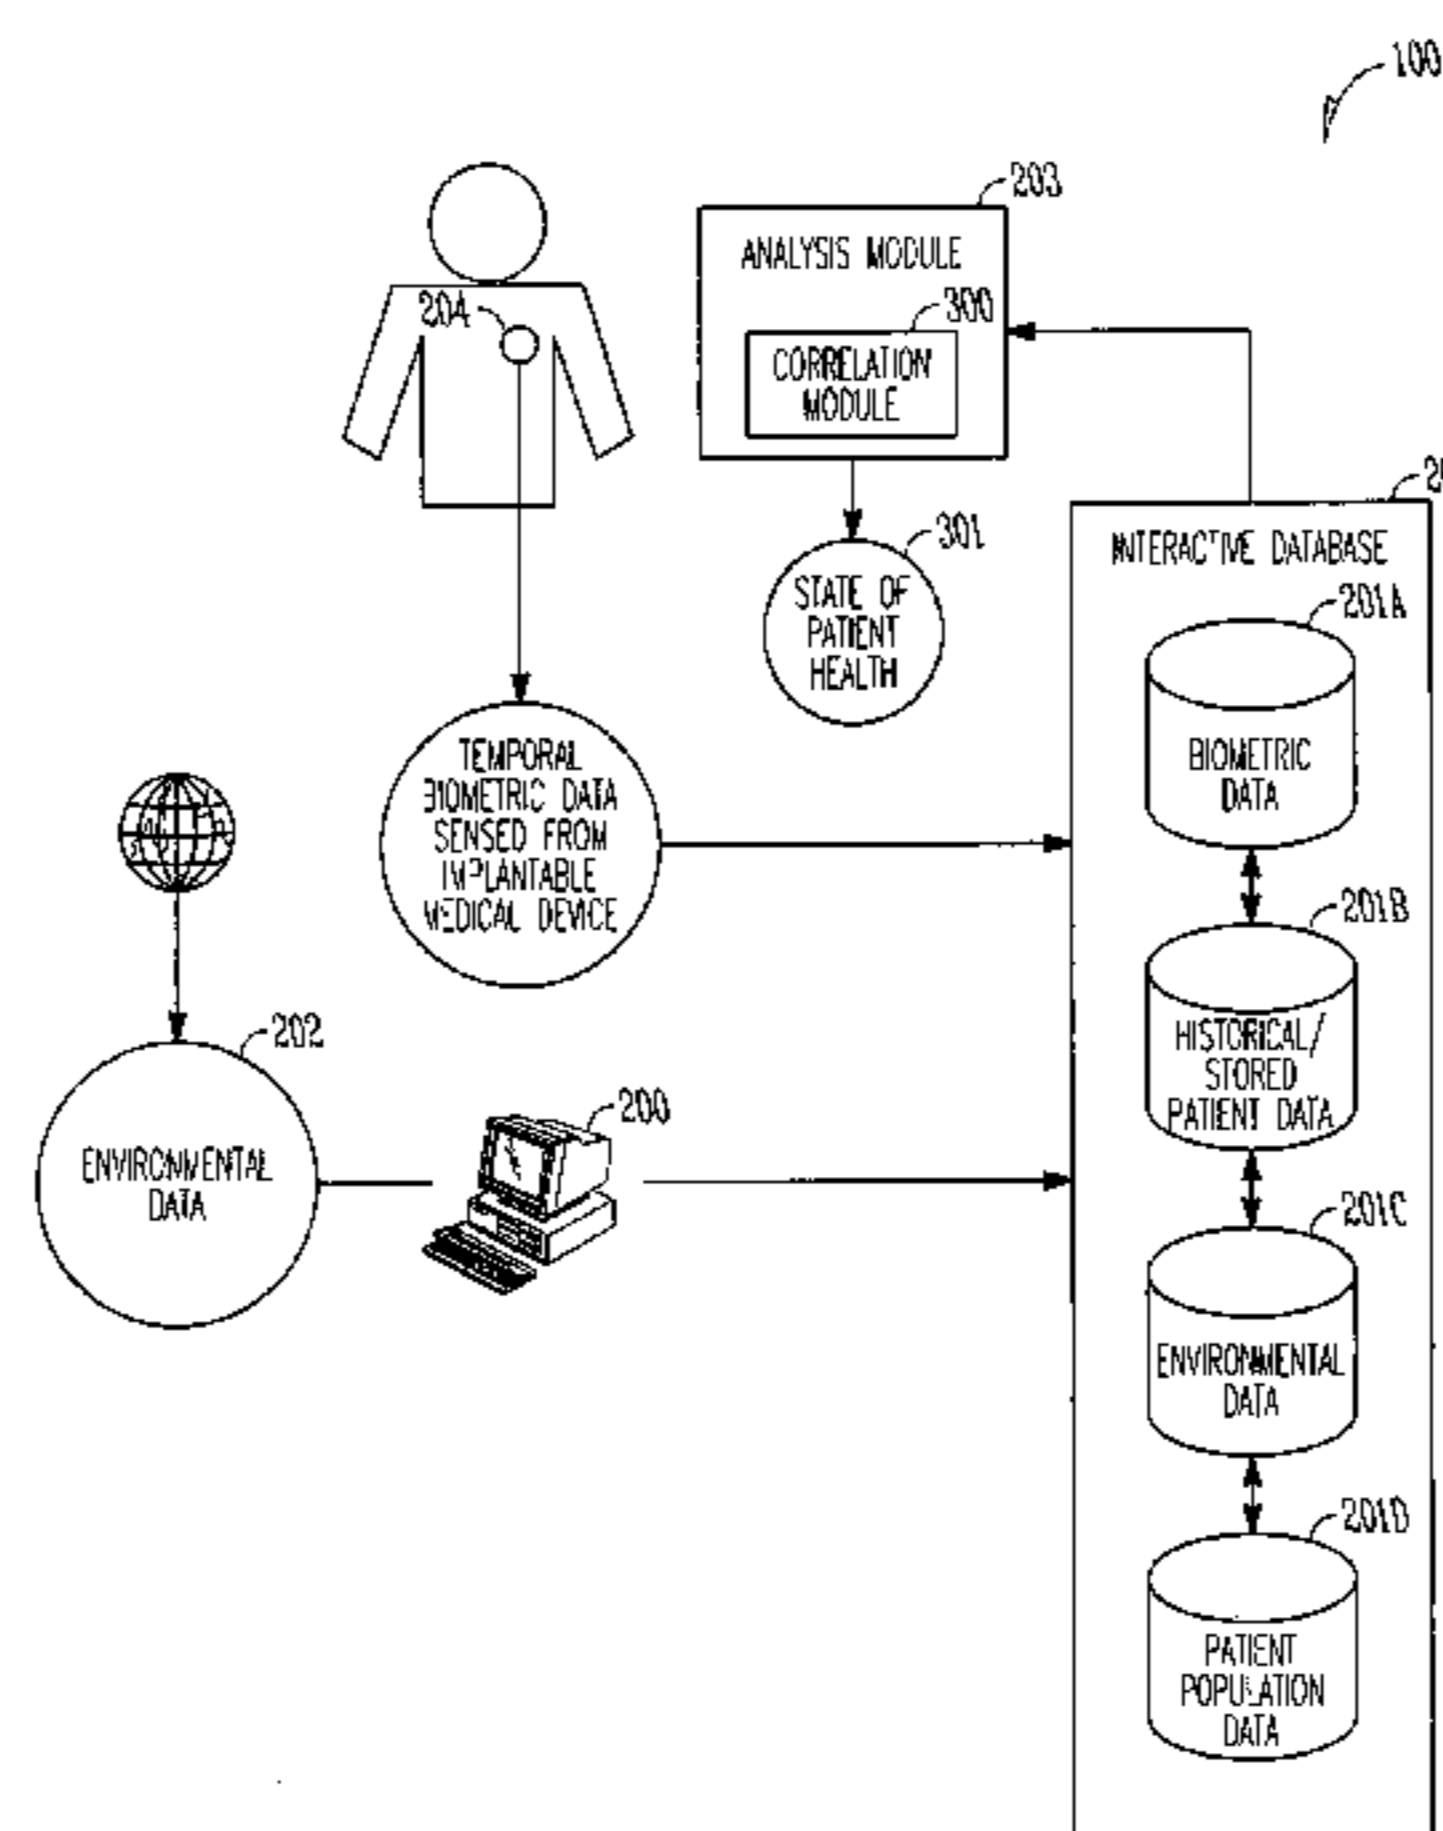 100
203
ANALYSIS MODULE
204
300
CORRELATION
MODULE
301
INTERACTIVE DATABASE
STATE OF
PATIENT
HEALTH
201A
BIOMETRIC
DATA
TEMPORAL
BIOMETRIC DATA
SENSED FROM
IMPLANTABLE
MEDICAL DEVICE
201B
HISTORICAL/
STORED
PATIENT DATA
202
ENVIRONMENTAL
DATA
200
201C
ENVIRONMENTAL
DATA
201D
PATIENT
POPULATION
DATA